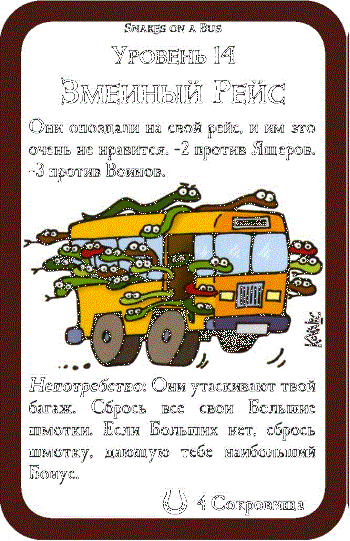 Snakes on a Bus
Уровень 14
Змеиный Рейс
Они опоздали на свой рейс, и им это
очень не нравится. -2 против Ящеров.
-3 против Воинов.
Непотребство: Они утаскивают твой
багаж. Сбрось все свои Большие
шмотки. Если Больших нет, сбрось
шмотку, дающую тебе наибольший
Бонус.
4 Сокровища